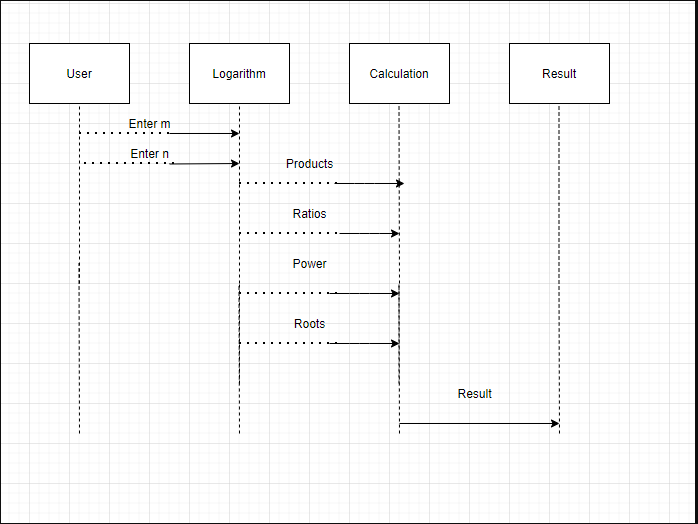 User
Logarithm
Calculation
Result
Enter m
Enter n
Products
Ratios
Power
Roots
Result